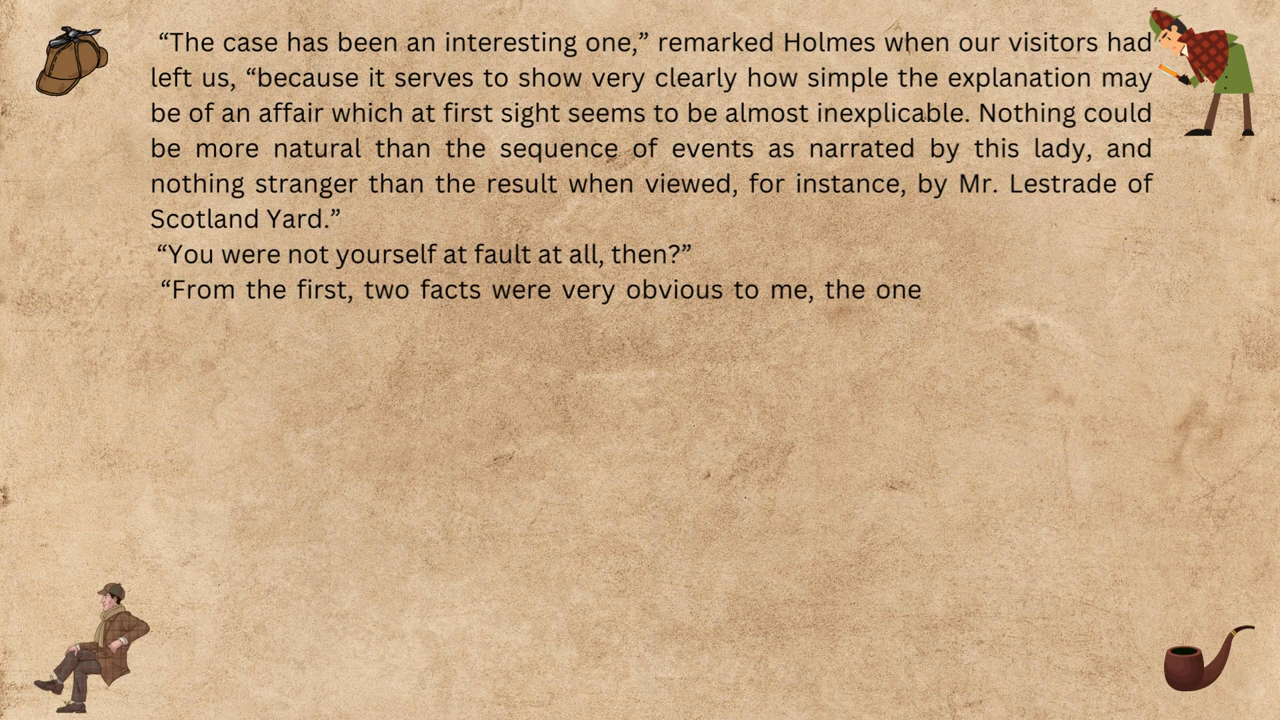 “The case has been an interesting one,” remarked Holmes when our visitors had
left us, “because it serves to show very clearly how simple the explanation may
be of an affair which at first sight seems to be almost inexplicable. Nothing could
be more natural than the sequence of events as narrated by this lady, and
nothing stranger than the result when viewed, for instance, by Mr. Lestrade of
Scotland Yard.”
“You were not yourself at fault at all, then?”
“From the first, two facts were very obvious to me, the one